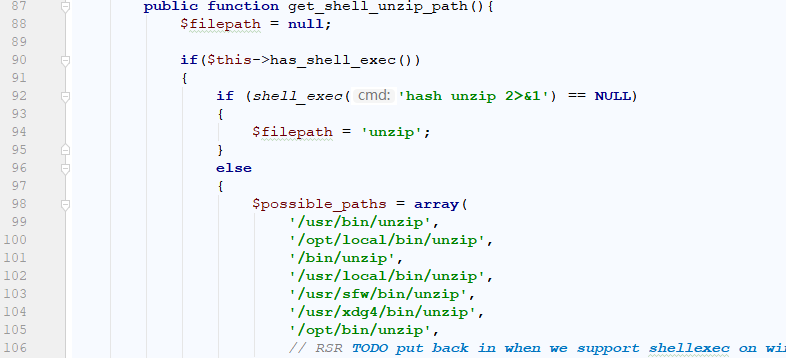 87 public function get_shell_unzip_path(){
88 $filepath = null;
89
90 if($this->has_shell_exec())
91 {
92 if (shell_exec( cmd: 'hash unzip 2>&1') == NULL)
93 {
94 $filepath = 'unzip';
95 }
96 else
97 {
98 $possible_paths = array(
99 '/usr/bin/unzip',
100 '/opt/local/bin/unzip',
101 '/bin/unzip',
102 '/usr/local/bin/unzip',
103 '/usr/sfw/bin/unzip',
104 '/usr/xdg4/bin/unzip',
105 '/opt/bin/unzip',
106 // RSR TODO put back in when we support shellexec on